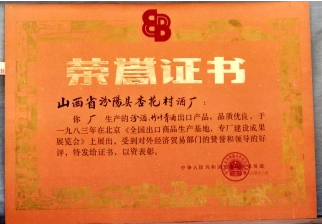 荣誉证书
山西省汾阳县杏花村酒厂：
你厂生产的汾酒、竹叶青酒出口产品，品质优良，于
一九八三年在北京《全国出口商品生产基地、专厂建设成果
展览会》上展出，受到对外经济贸易部门的赞誉和领导的好
评，特发给证书，以资表彰。